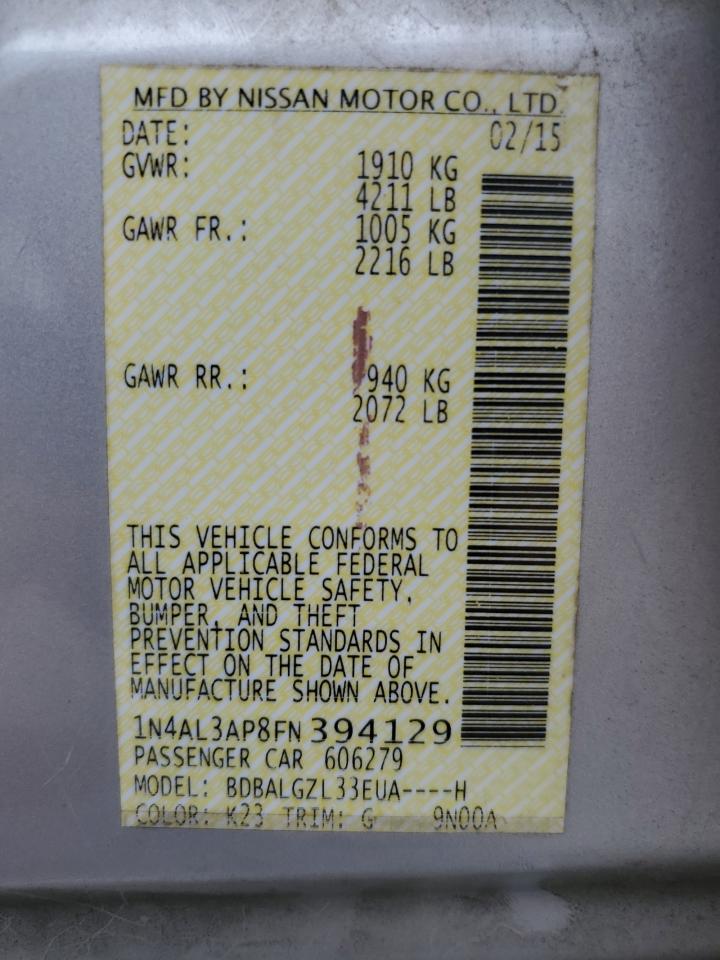 MFD BY NISSAN MOTOR CO., LTD.
DATE: 02/15
GVWR: 1910 KG
4211 LB
GAWR FR.: 1005 KG
2216 LB
GAWR RR.: 940 KG
2072 LB
THIS VEHICLE CONFORMS TO
ALL APPLICABLE FEDERAL
MOTOR VEHICLE SAFETY,
BUMPER, AND THEFT
PREVENTION STANDARDS IN
EFFECT ON THE DATE OF
MANUFACTURE SHOWN ABOVE.
1N4AL3AP8FN 394129
PASSENGER CAR 606279
MODEL: BDBALGZL33EUA----H
COLOR: K23 TRIM: G 9N00A